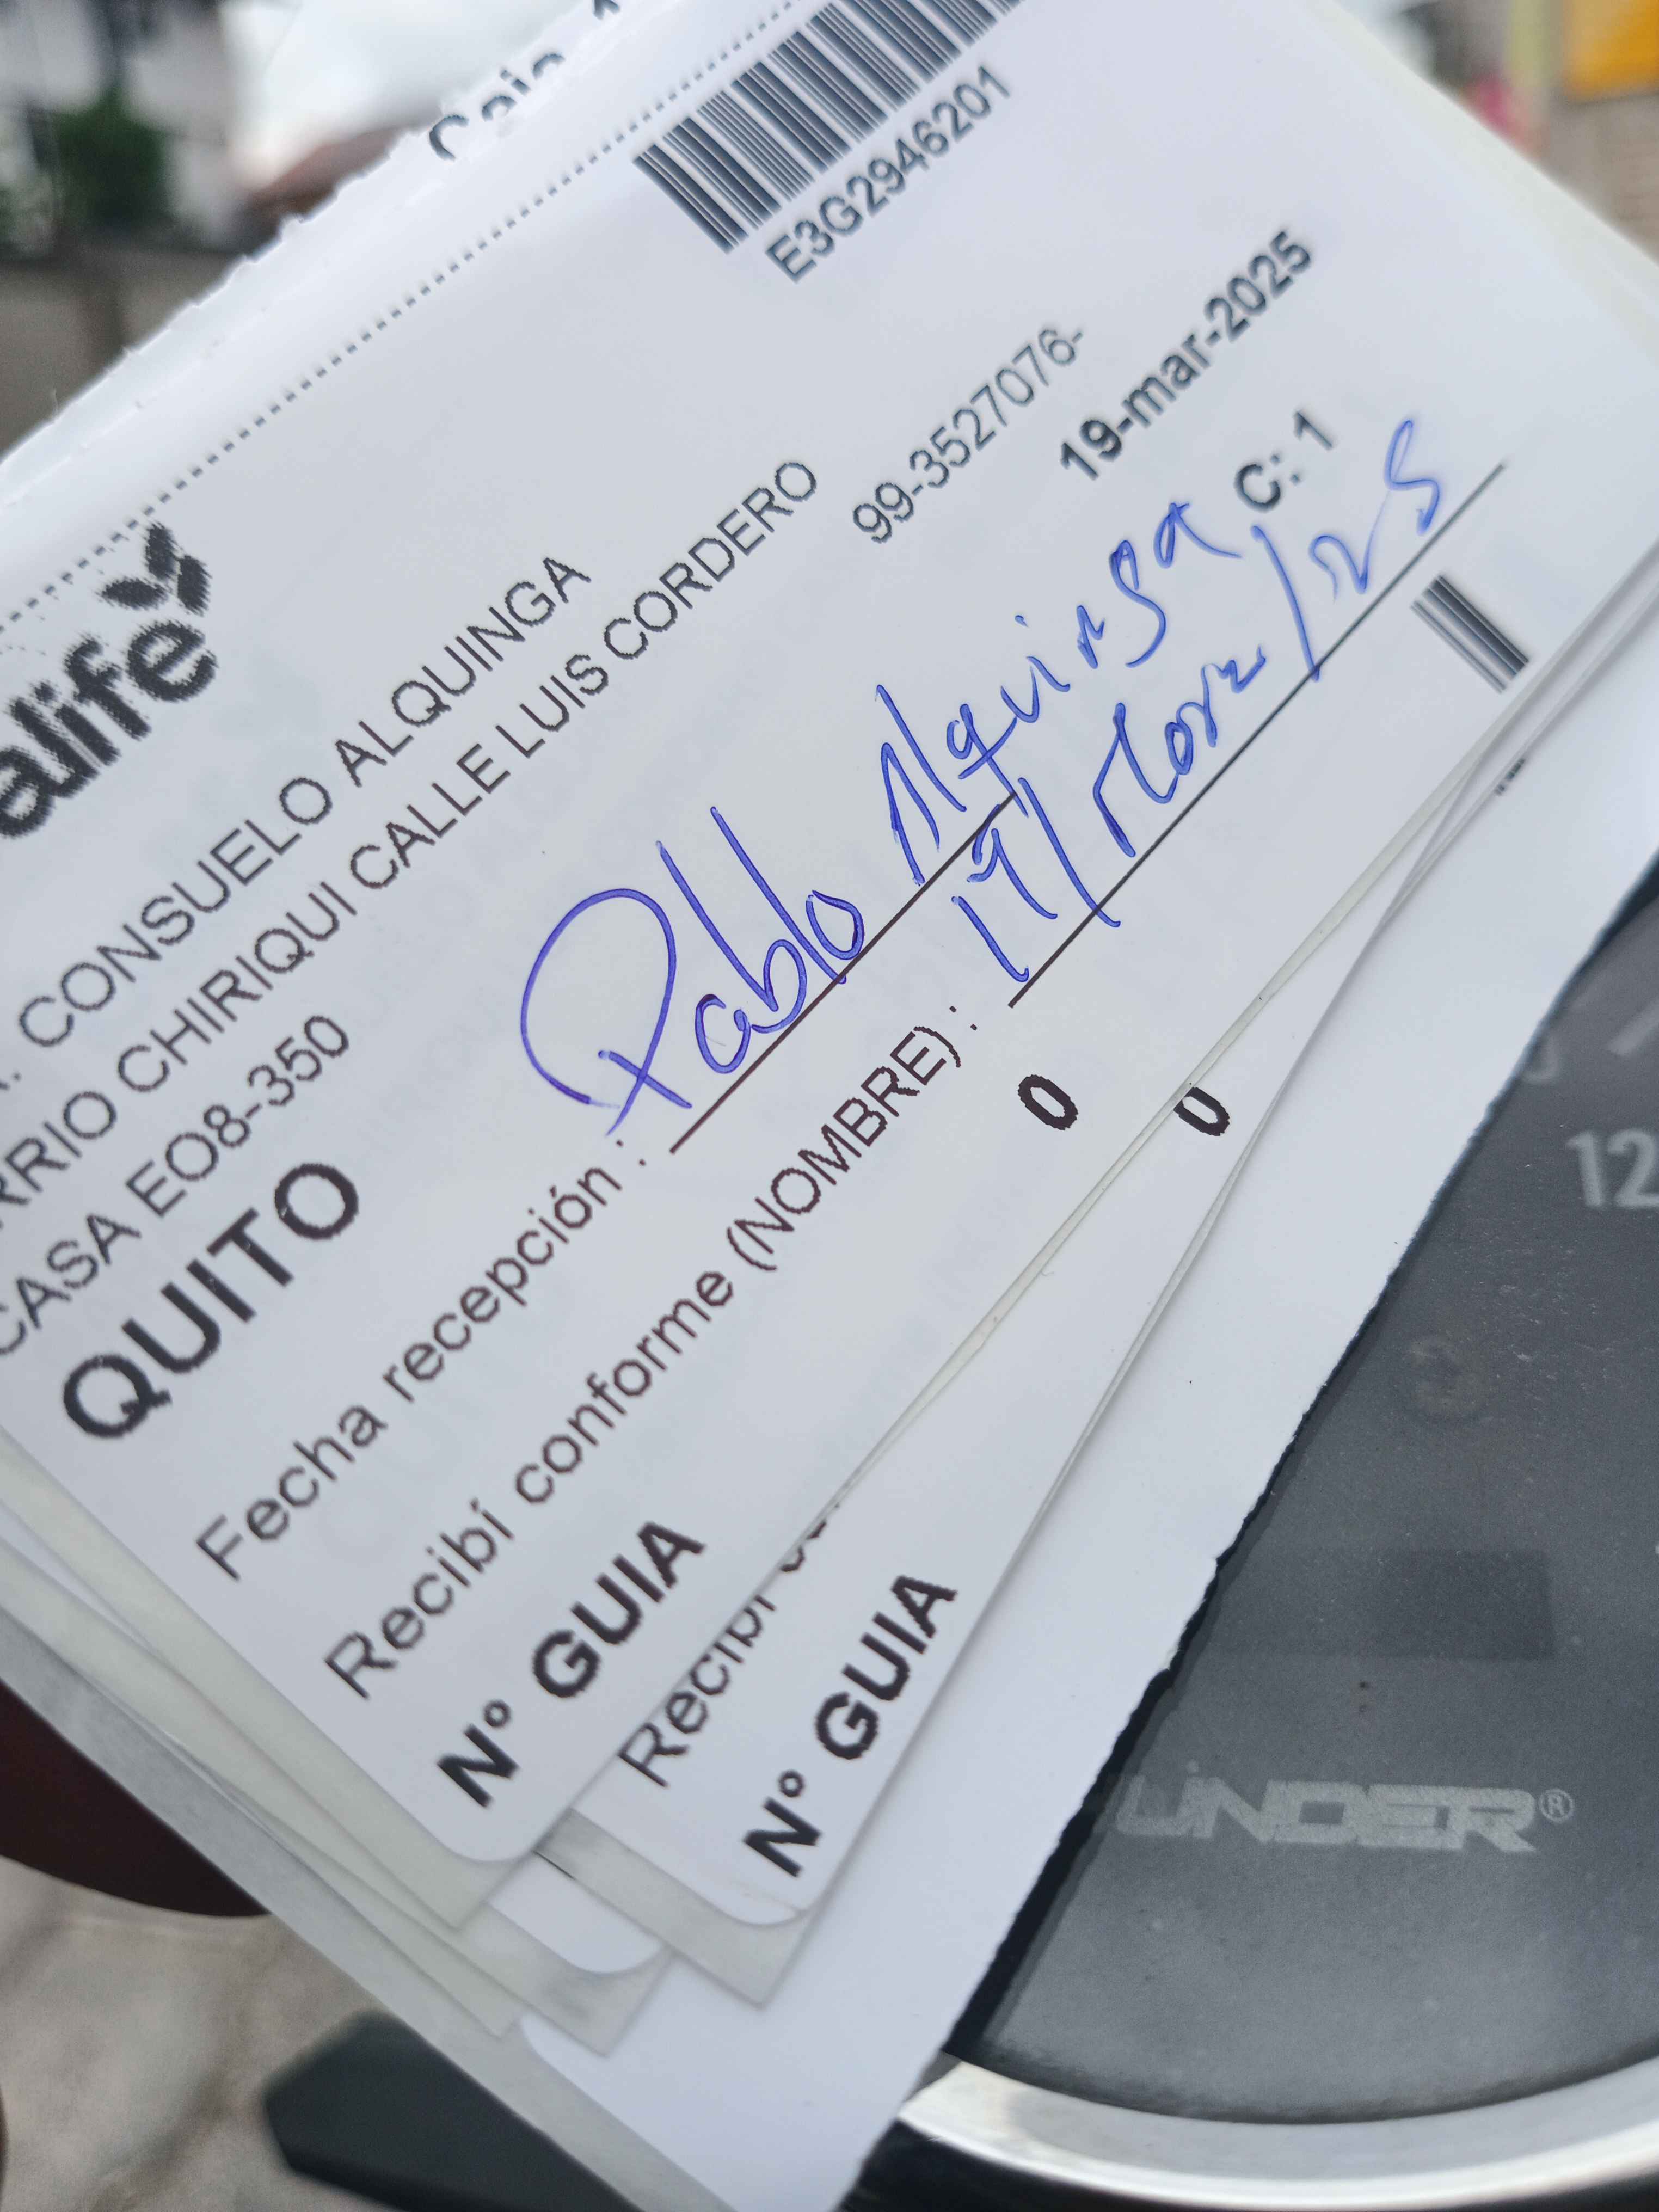 alife
E3G2946201
. CONSUELO ALQUINGA
RRIO CHIRIQUI CALLE LUIS CORDERO
CASA EO8-350
99-3527076-
QUITO
19-mar-2025
C: 1
Fecha recepción : Pablo Alquinga
Recibí conforme (NOMBRE) : 19/Marz/25
Nº GUIA 0
Recibí
Nº GUIA 0
12
UNDER®